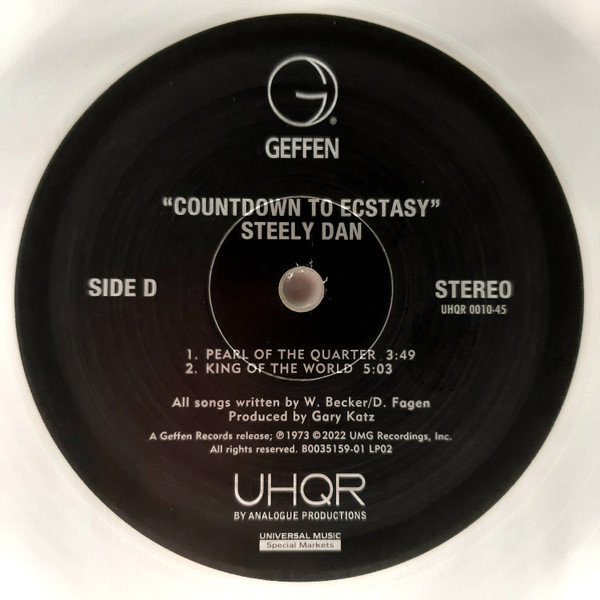 G®
GEFFEN
“COUNTDOWN TO ECSTASY”
STEELY DAN
SIDE D
STEREO
UHQR 0010-45
1. PEARL OF THE QUARTER 3:49
2. KING OF THE WORLD 5:03
All songs written by W. Becker/D. Fagen
Produced by Gary Katz
A Geffen Records release; ℗1973 ©2022 UMG Recordings, Inc.
All rights reserved. B0035159-01 LP02
UHQR
BY ANALOGUE PRODUCTIONS
UNIVERSAL MUSIC
Special Markets